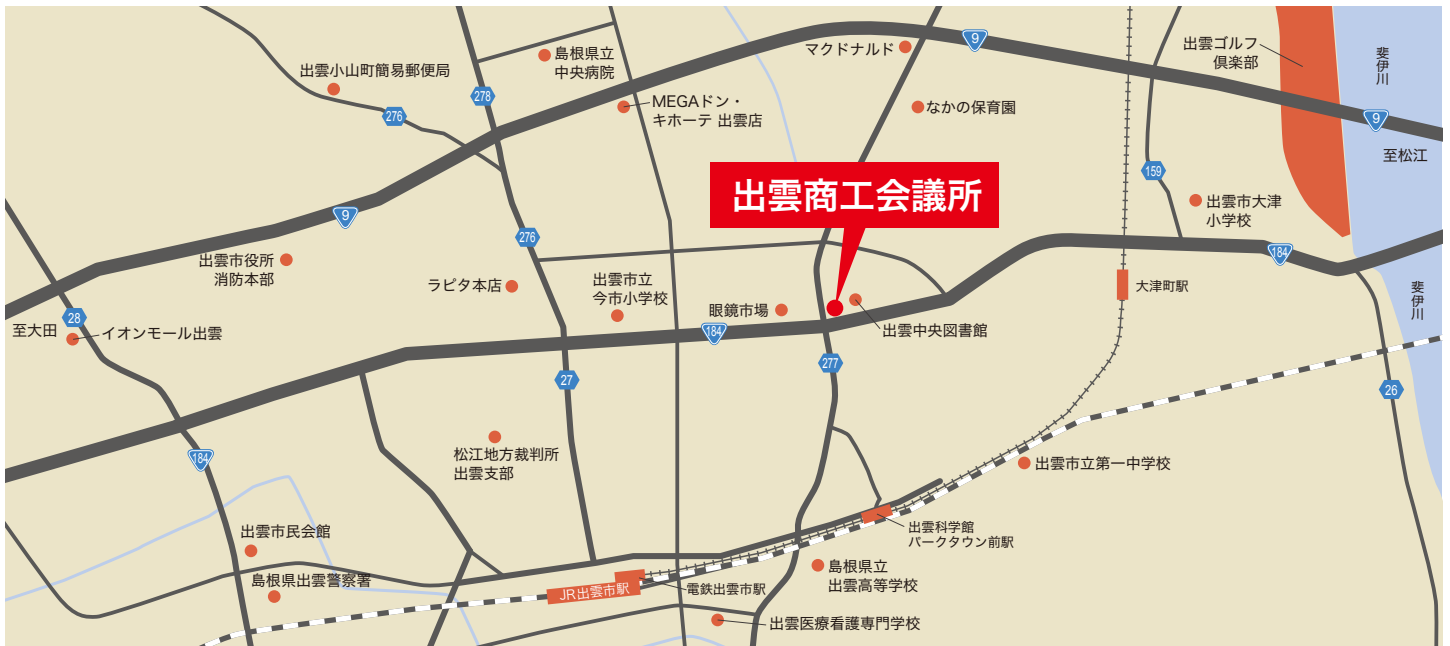 マクドナルド
9
出雲ゴルフ
倶楽部
斐伊川
島根県立
中央病院
出雲小山町簡易郵便局
278
276
MEGAドン・
キホーテ 出雲店
なかの保育園
9
至松江
159
出雲商工会議所
出雲市大津
小学校
9
276
出雲市役所
消防本部
184
ラピタ本店
出雲市立
今市小学校
大津町駅
斐伊川
眼鏡市場
28
至大田
イオンモール出雲
184
出雲中央図書館
277
27
26
松江地方裁判所
出雲支部
184
出雲市立第一中学校
出雲市民会館
出雲科学館
パークタウン前駅
島根県出雲警察署
JR出雲市駅
電鉄出雲市駅
島根県立
出雲高等学校
出雲医療看護専門学校